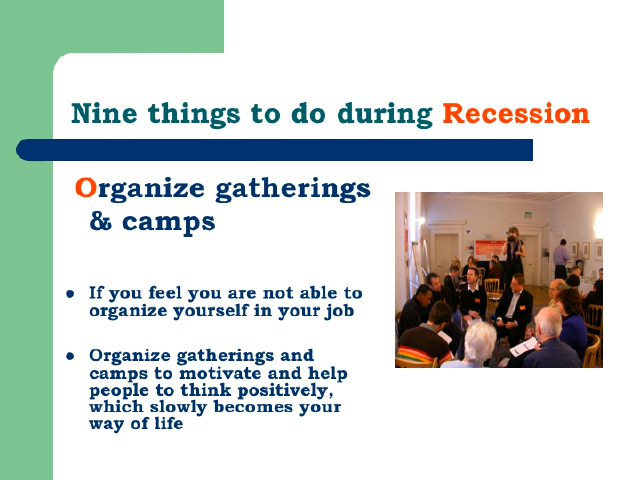 Nine things to do during Recession
Organize gatherings
& camps
If you feel you are not able to
organize yourself in your job
Organize gatherings and
camps to motivate and help
people to think positively,
which slowly becomes your
way of life